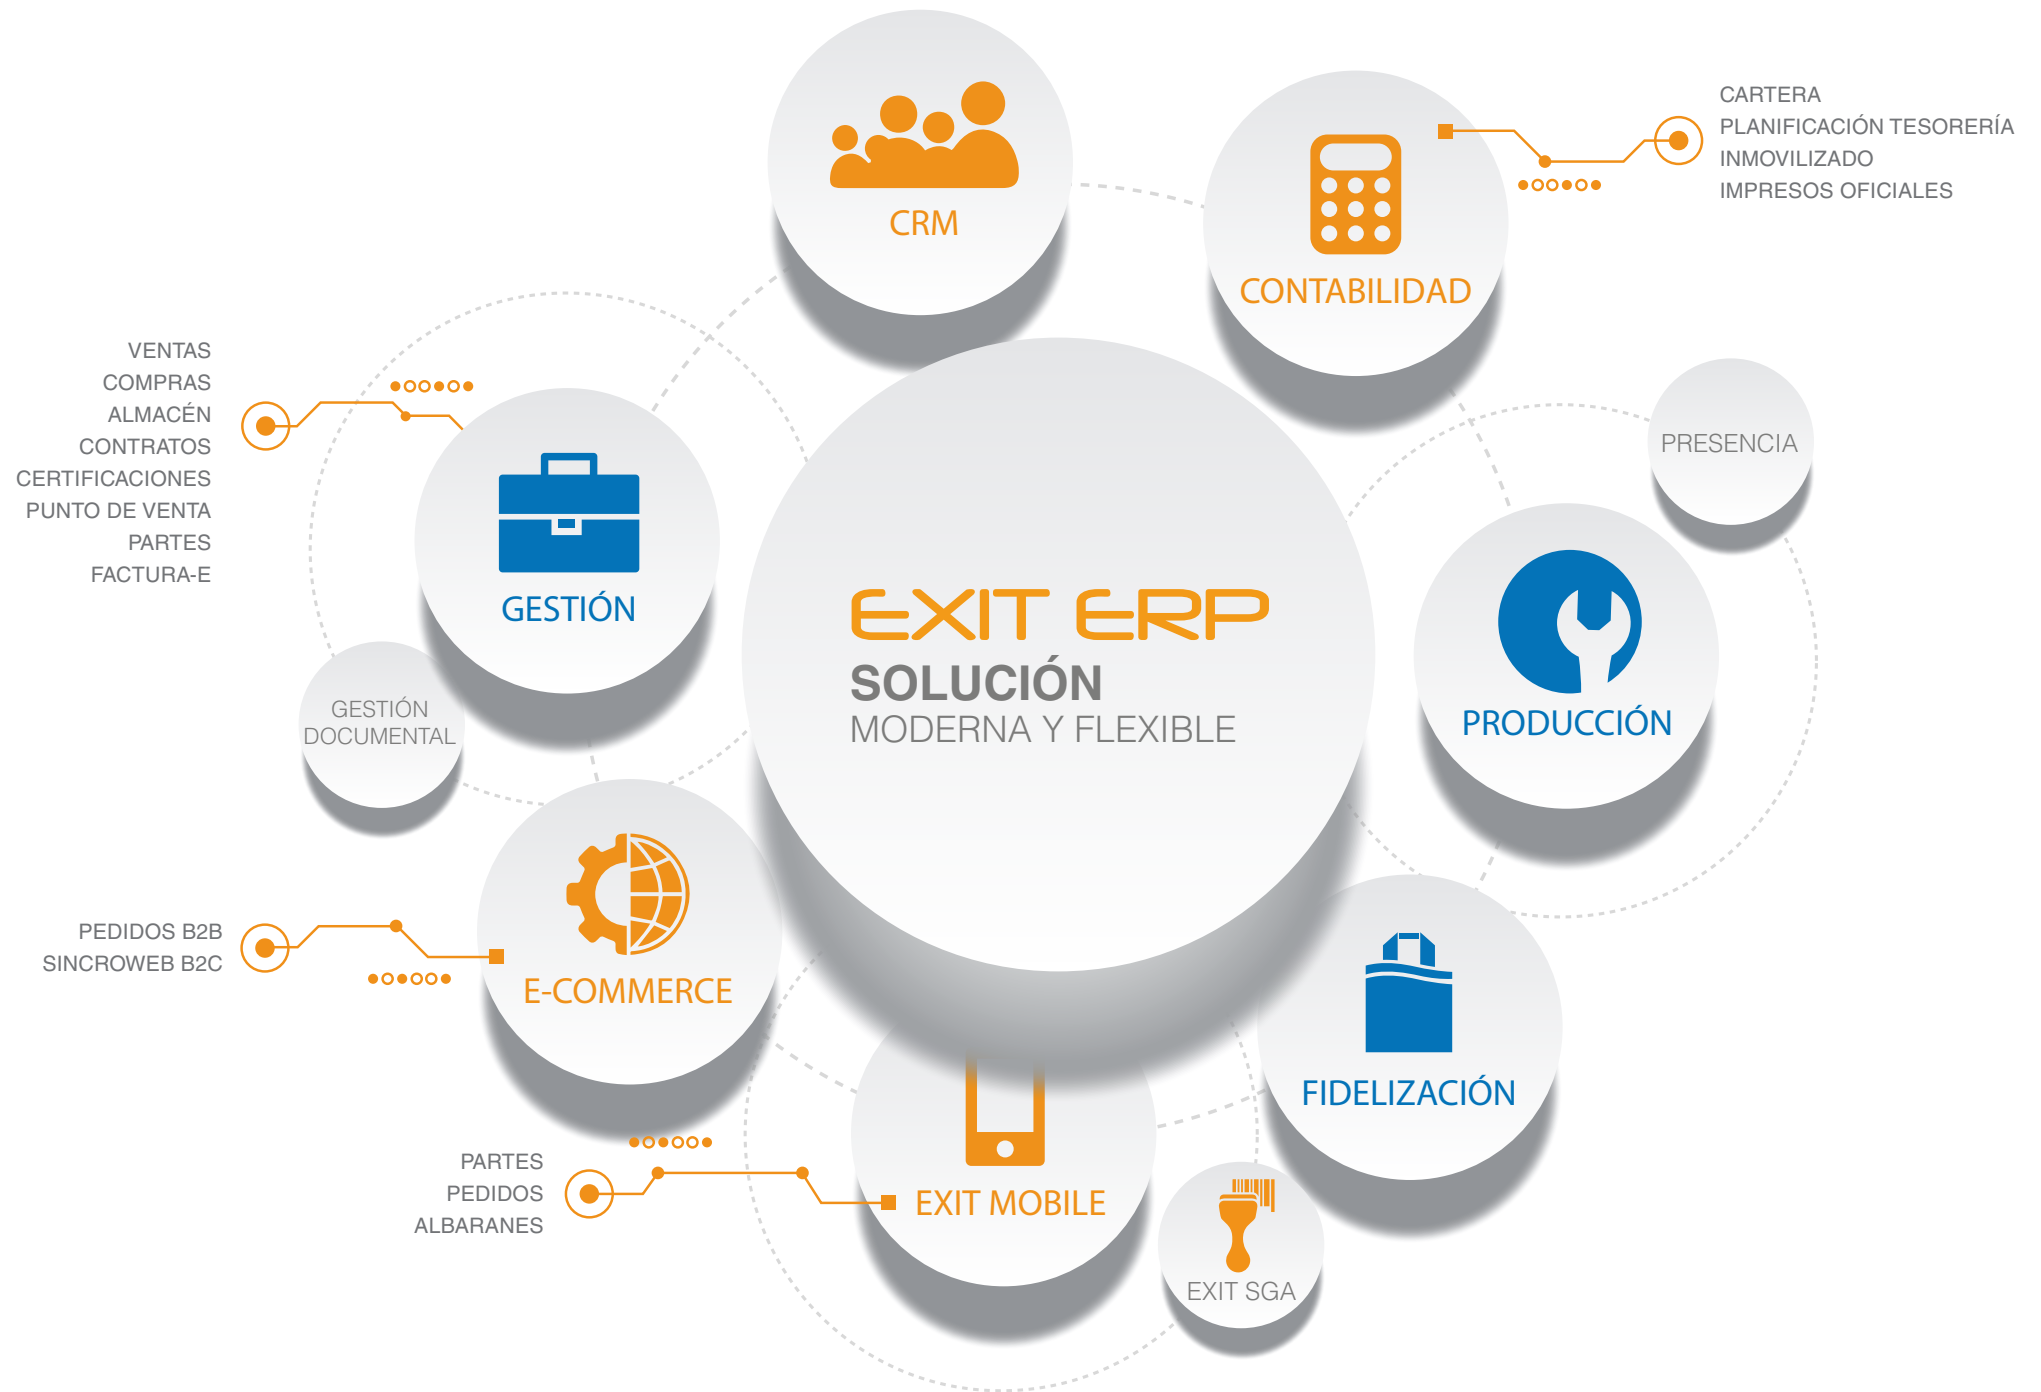 CRM
CONTABILIDAD
CARTERA
PLANIFICACIÓN TESORERÍA
INMOVILIZADO
IMPRESOS OFICIALES
VENTAS
COMPRAS
ALMACÉN
CONTRATOS
CERTIFICACIONES
PUNTO DE VENTA
PARTES
FACTURA-E
GESTIÓN
GESTIÓN
DOCUMENTAL
EXIT ERP
SOLUCIÓN
MODERNA Y FLEXIBLE
PRESENCIA
PRODUCCIÓN
PEDIDOS B2B
SINCROWEB B2C
E-COMMERCE
FIDELIZACIÓN
PARTES
PEDIDOS
ALBARANES
EXIT MOBILE
EXIT SGA